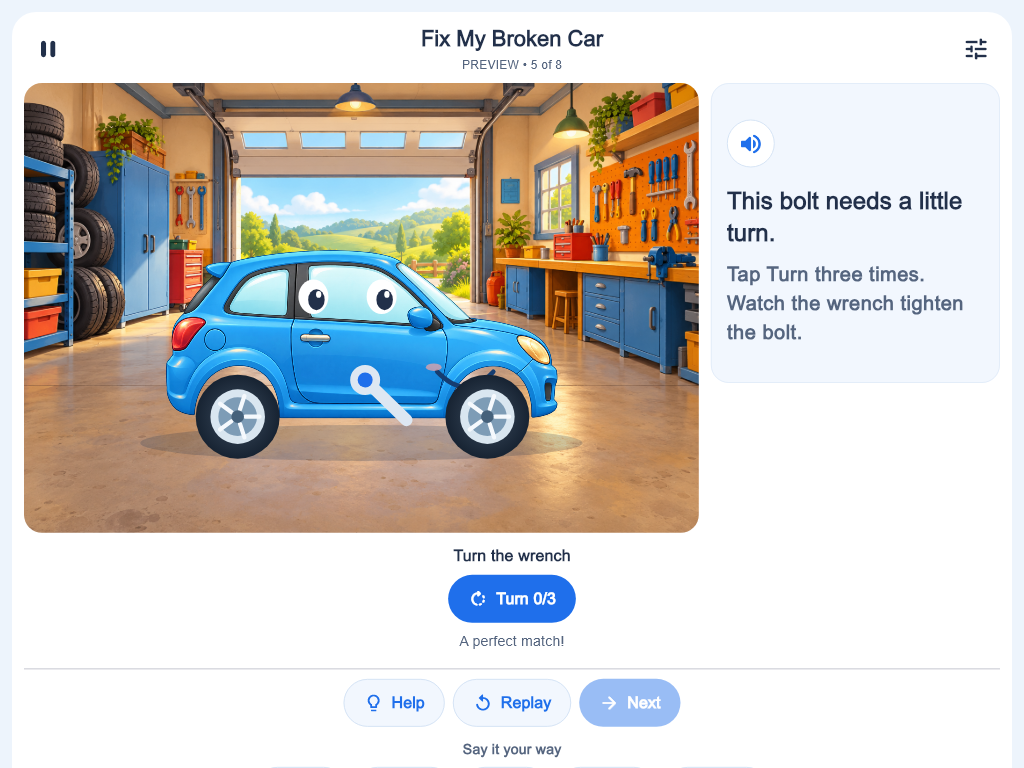 Fix My Broken Car
PREVIEW • 5 of 8
This bolt needs a little
turn.
Tap Turn three times.
Watch the wrench tighten
the bolt.
Turn the wrench
Turn 0/3
A perfect match!
Help
Replay
Next
Say it your way